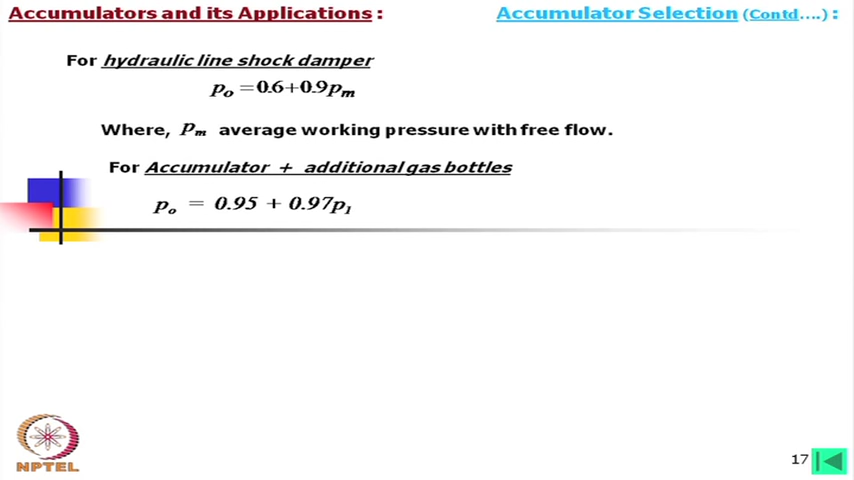 Accumulators and its Applications :
Accumulator Selection (Contd....) :
For hydraulic line shock damper
pₒ = 0.6+0.9pₘ
Where, pₘ average working pressure with free flow.
For Accumulator + additional gas bottles
pₒ = 0.95 + 0.97p₁
NPTEL
17